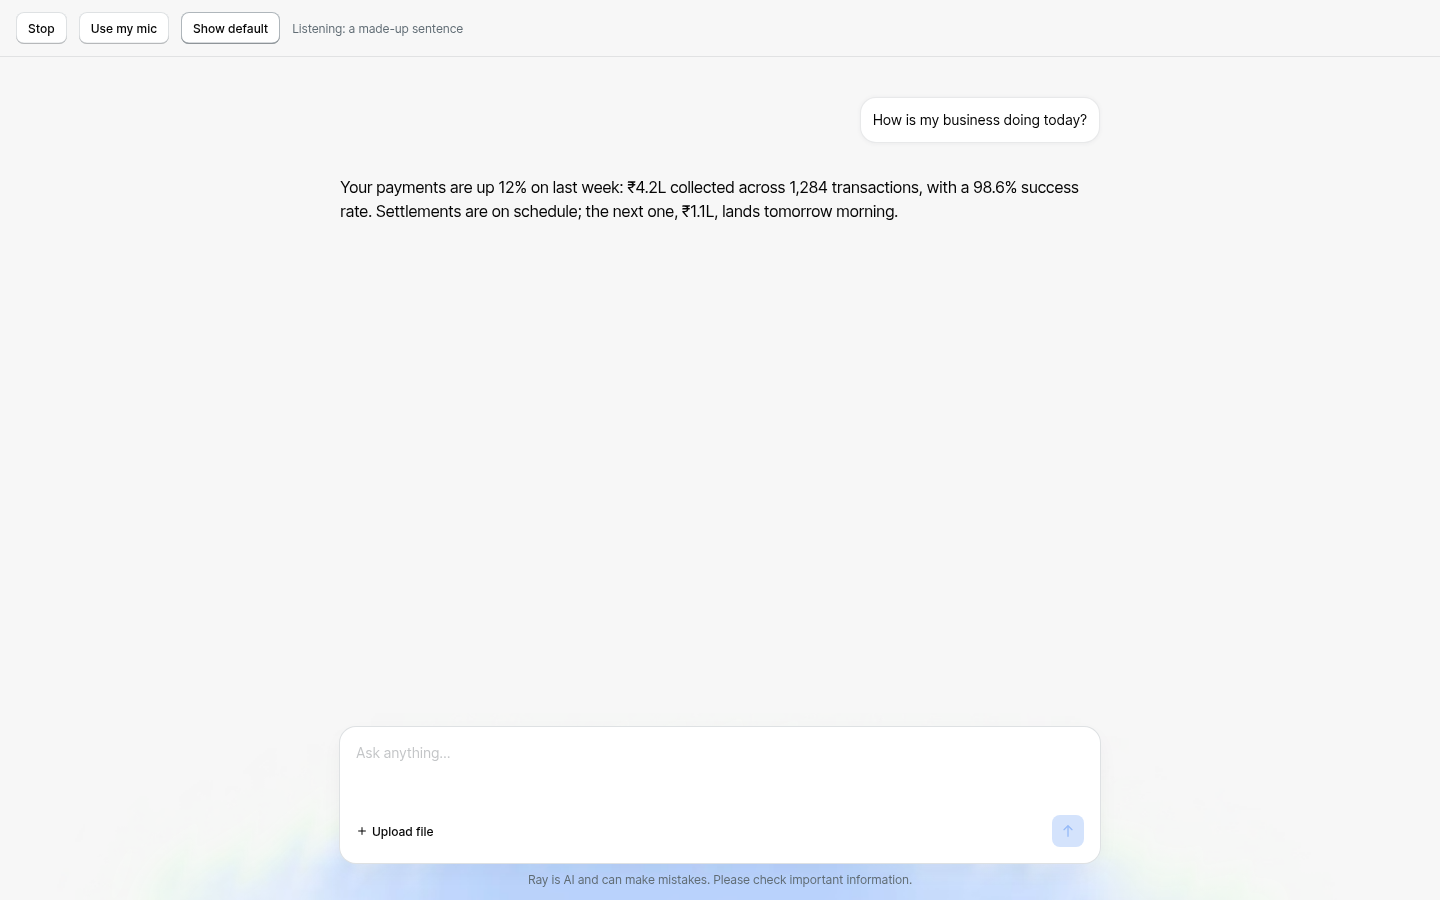 Stop
Use my mic
Show default
Listening: a made-up sentence
How is my business doing today?
Your payments are up 12% on last week: ₹4.2L collected across 1,284 transactions, with a 98.6% success
rate. Settlements are on schedule; the next one, ₹1.1L, lands tomorrow morning.
Ask anything...
+ Upload file
Ray is AI and can make mistakes. Please check important information.